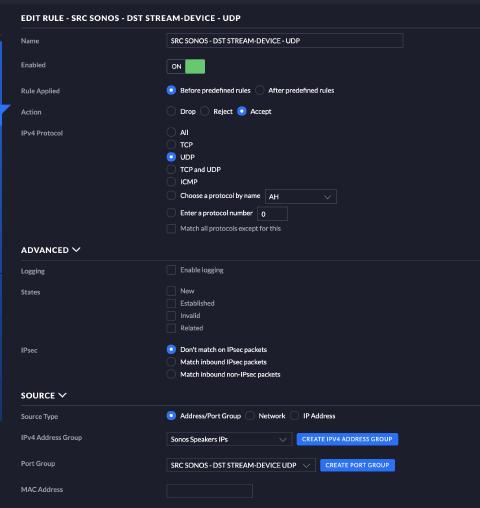 EDIT RULE - SRC SONOS - DST STREAM-DEVICE - UDP
Name SRC SONOS - DST STREAM-DEVICE - UDP
Enabled ON
Rule Applied Before predefined rules After predefined rules
Action Drop Reject Accept
IPv4 Protocol All
TCP
UDP
TCP and UDP
ICMP
Choose a protocol by name AH
Enter a protocol number 0
Match all protocols except for this
ADVANCED
Logging Enable logging
States New
Established
Invalid
Related
IPsec Don't match on IPsec packets
Match inbound IPsec packets
Match inbound non-IPsec packets
SOURCE
Source Type Address/Port Group Network IP Address
IPv4 Address Group Sonos Speakers IPs CREATE IPV4 ADDRESS GROUP
Port Group SRC SONOS - DST STREAM-DEVICE UDP CREATE PORT GROUP
MAC Address